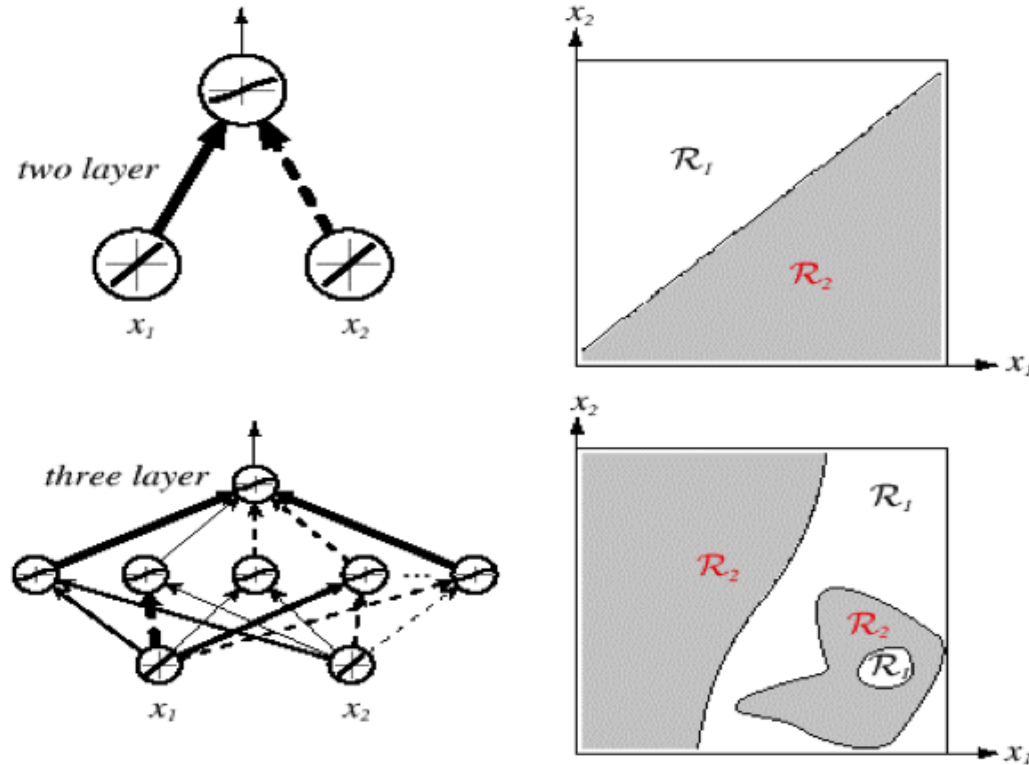 two layer
x₁ x₂
x₂
ℛ₁
ℛ₂
x₁
three layer
x₁ x₂
x₂
ℛ₁
ℛ₂
ℛ₂
ℛ₁
x₁